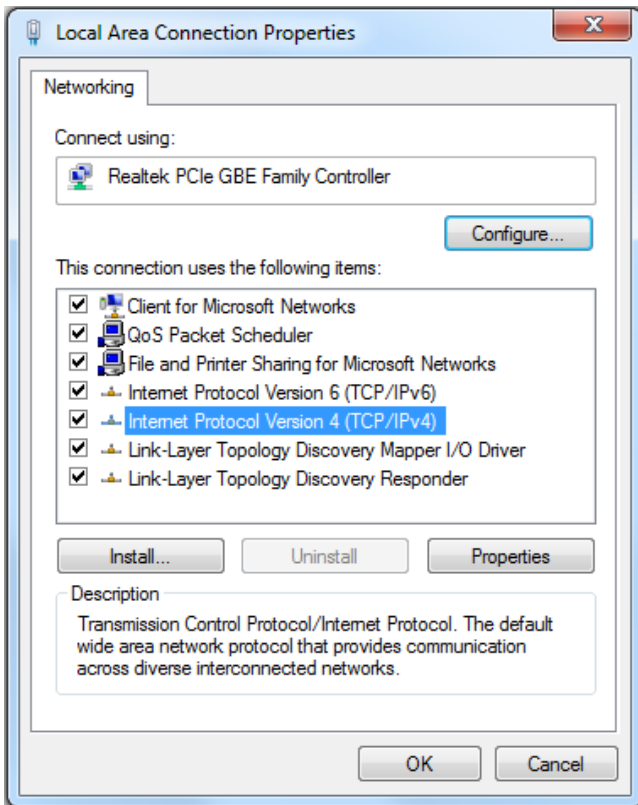 Local Area Connection Properties
Networking
Connect using:
Realtek PCIe GBE Family Controller
Configure...
This connection uses the following items:
Client for Microsoft Networks
QoS Packet Scheduler
File and Printer Sharing for Microsoft Networks
Internet Protocol Version 6 (TCP/IPv6)
Internet Protocol Version 4 (TCP/IPv4)
Link-Layer Topology Discovery Mapper I/O Driver
Link-Layer Topology Discovery Responder
Install... Uninstall Properties
Description
Transmission Control Protocol/Internet Protocol. The default
wide area network protocol that provides communication
across diverse interconnected networks.
OK Cancel